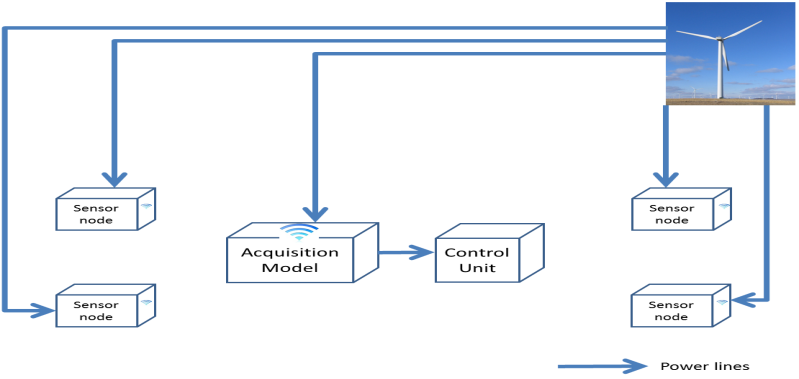 Sensor
node
Sensor
node
Acquisition
Model
Control
Unit
Sensor
node
Sensor
node
Power lines